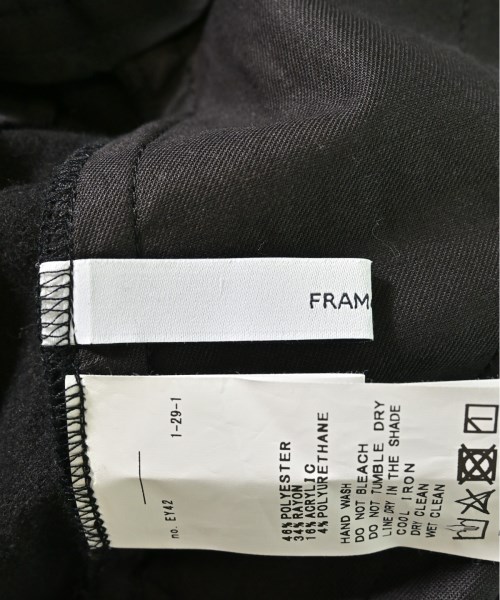 FRAM
no. EY42
1-29-1
46% POLYESTER
34% RAYON
16% ACRYLIC
4% POLYURETHANE
HAND WASH
DO NOT BLEACH
DO NOT TUMBLE DRY
LINE DRY IN THE SHADE
COOL IRON
DRY CLEAN
WET CLEAN